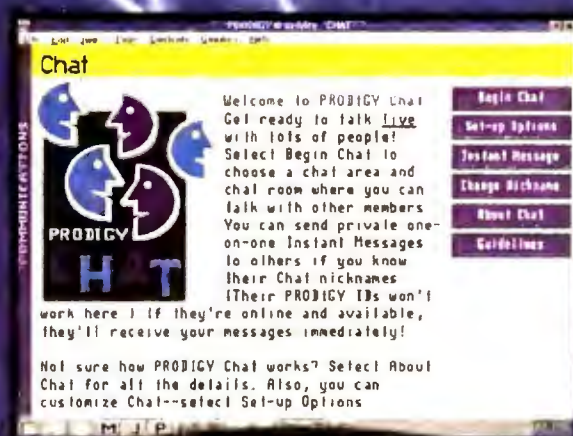 Chat
Welcome to PRODIGY Chat
Get ready to talk live
with lots of people!
Select Begin Chat to
choose a chat area and
chat room where you can
talk with other members
You can send private one-
on-one Instant Messages
to others if you know
their Chat nicknames
(Their PRODIGY IDs won't
work here ) If they're online and available,
they'll receive your messages immediately!
Not sure how PRODIGY Chat works? Select About
Chat for all the details. Also, you can
customize Chat--select Set-up Options
COMMUNICATIONS
PRODIGY
H T
Begin Chat
Set-up Options
Instant Message
Change Nickname
About Chat
Guidelines
M J P